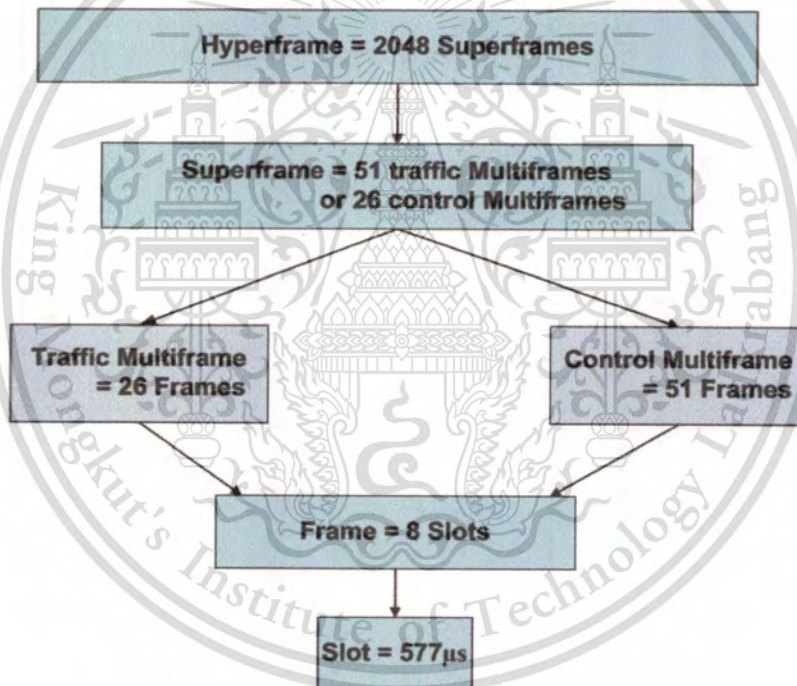 Hyperframe = 2048 Superframes
Superframe = 51 traffic Multiframes
or 26 control Multiframes
Traffic Multiframe
= 26 Frames
Control Multiframe
= 51 Frames
Frame = 8 Slots
Slot = 577µs
King Mongkut's Institute of Technology Ladkrabang